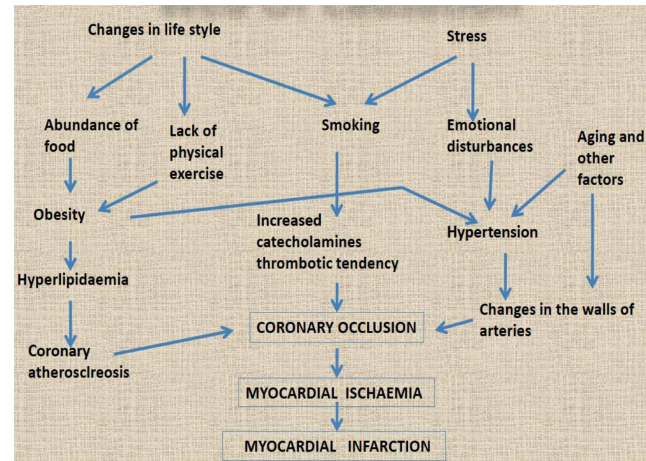 Changes in life style
Stress
Abundance of
food
Lack of
physical
exercise
Smoking
Emotional
disturbances
Aging and
other
factors
Obesity
Increased
catecholamines
thrombotic tendency
Hypertension
Hyperlipidaemia
Changes in the walls of
arteries
CORONARY OCCLUSION
Coronary
atherosclreosis
MYOCARDIAL ISCHAEMIA
MYOCARDIAL INFARCTION